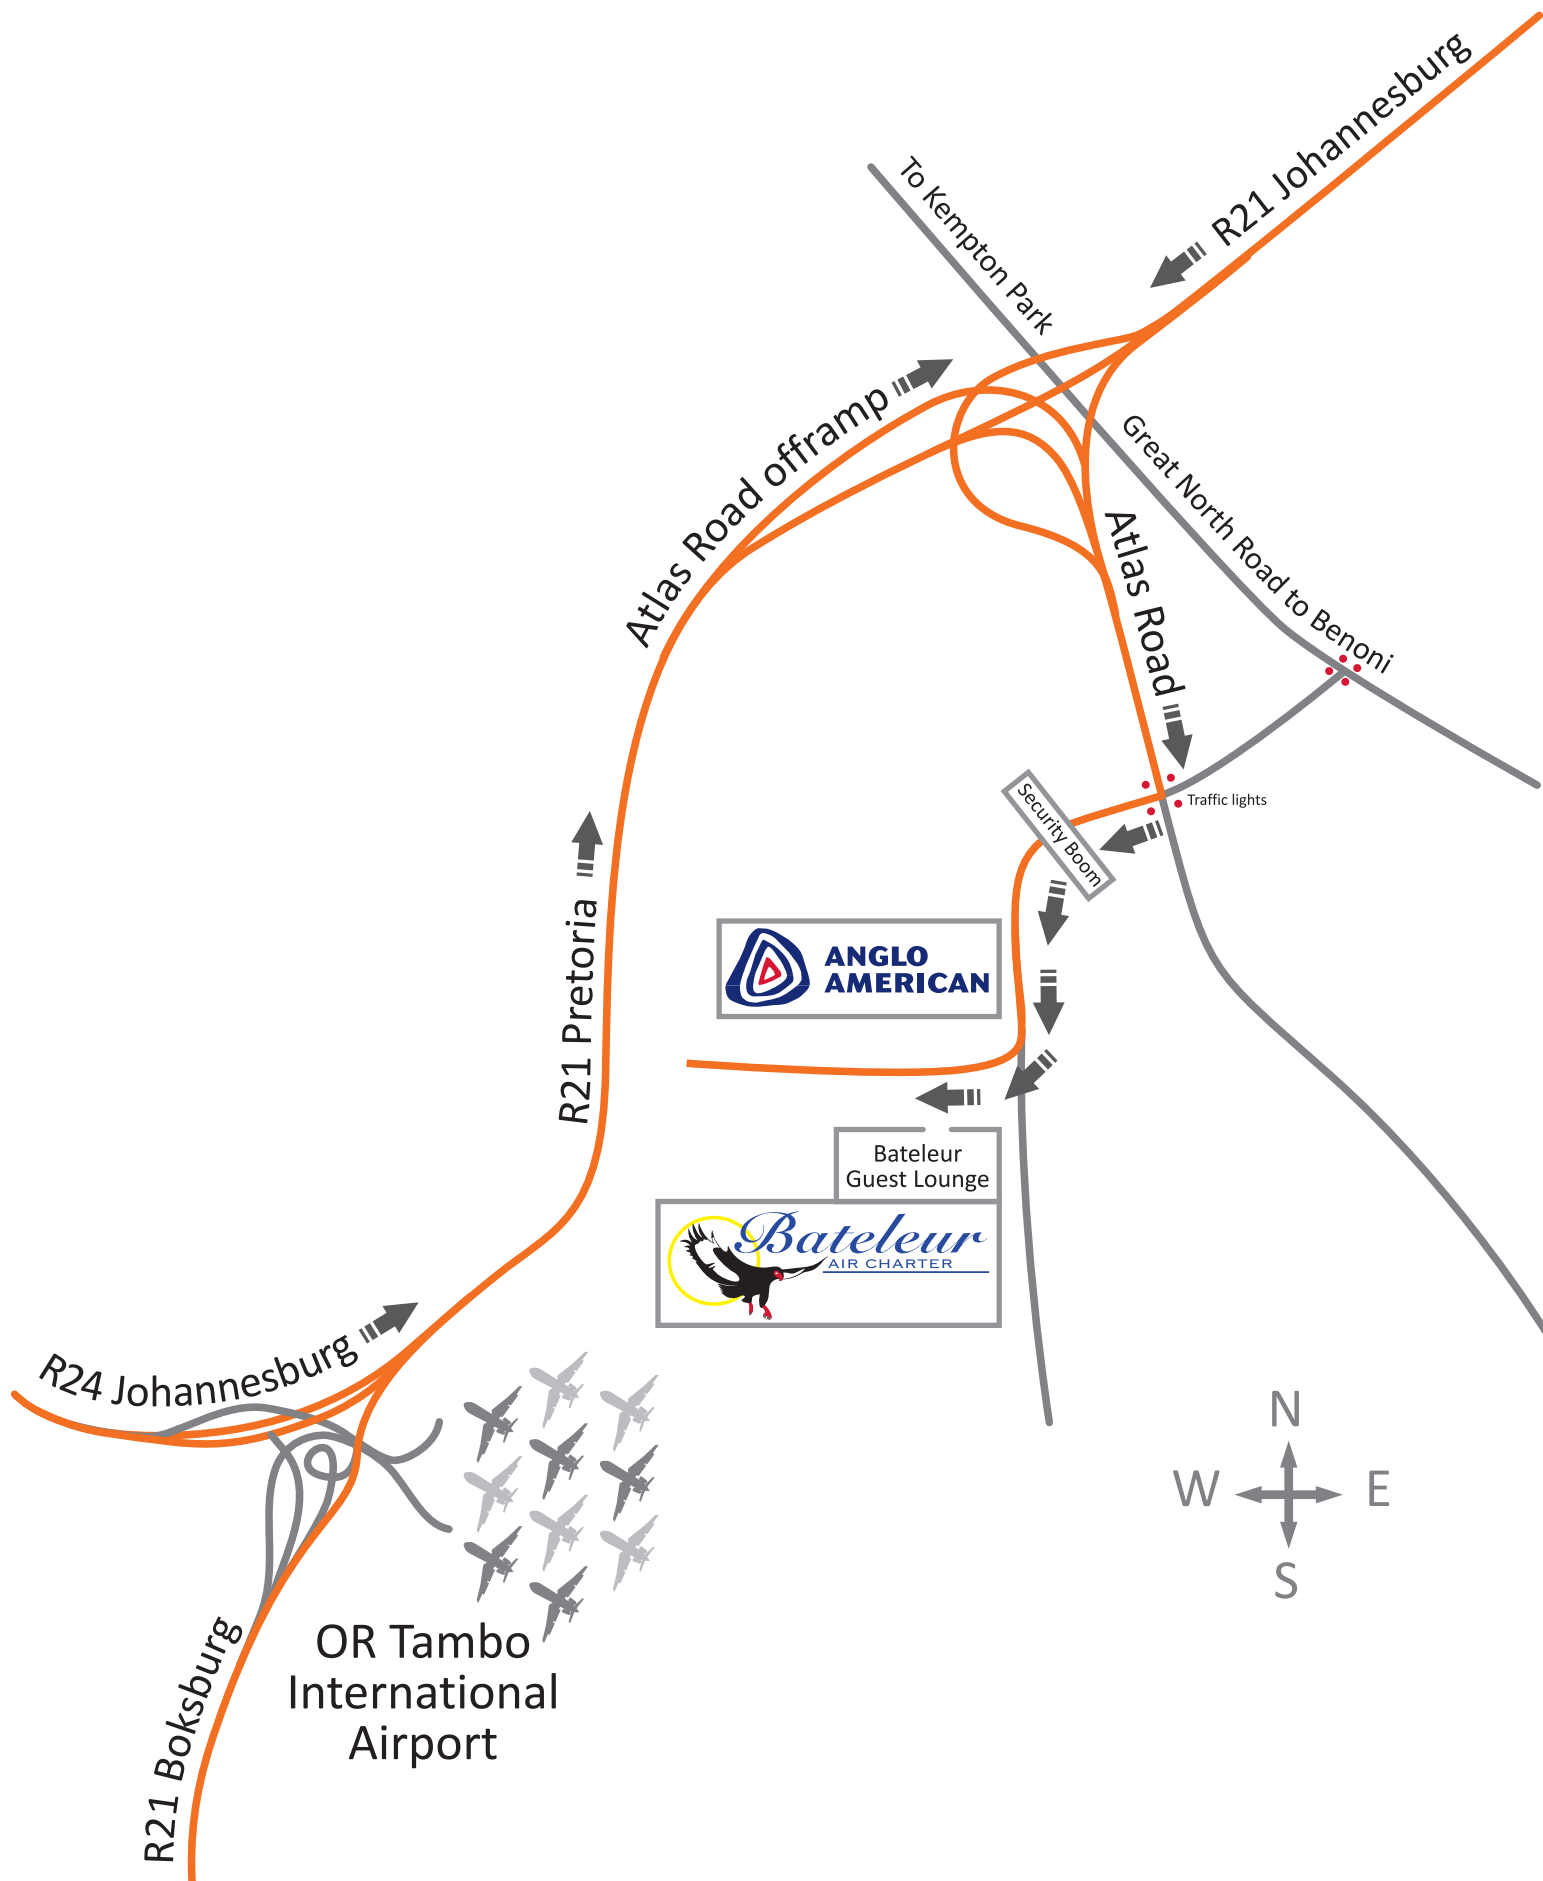 R21 Johannesburg
To Kempton Park
Atlas Road offramp
Great North Road to Benoni
Atlas Road
Traffic lights
Security Boom
R21 Pretoria
ANGLO
AMERICAN
Bateleur
Guest Lounge
Bateleur
AIR CHARTER
R24 Johannesburg
N
W
E
S
OR Tambo
International
Airport
R21 Boksburg